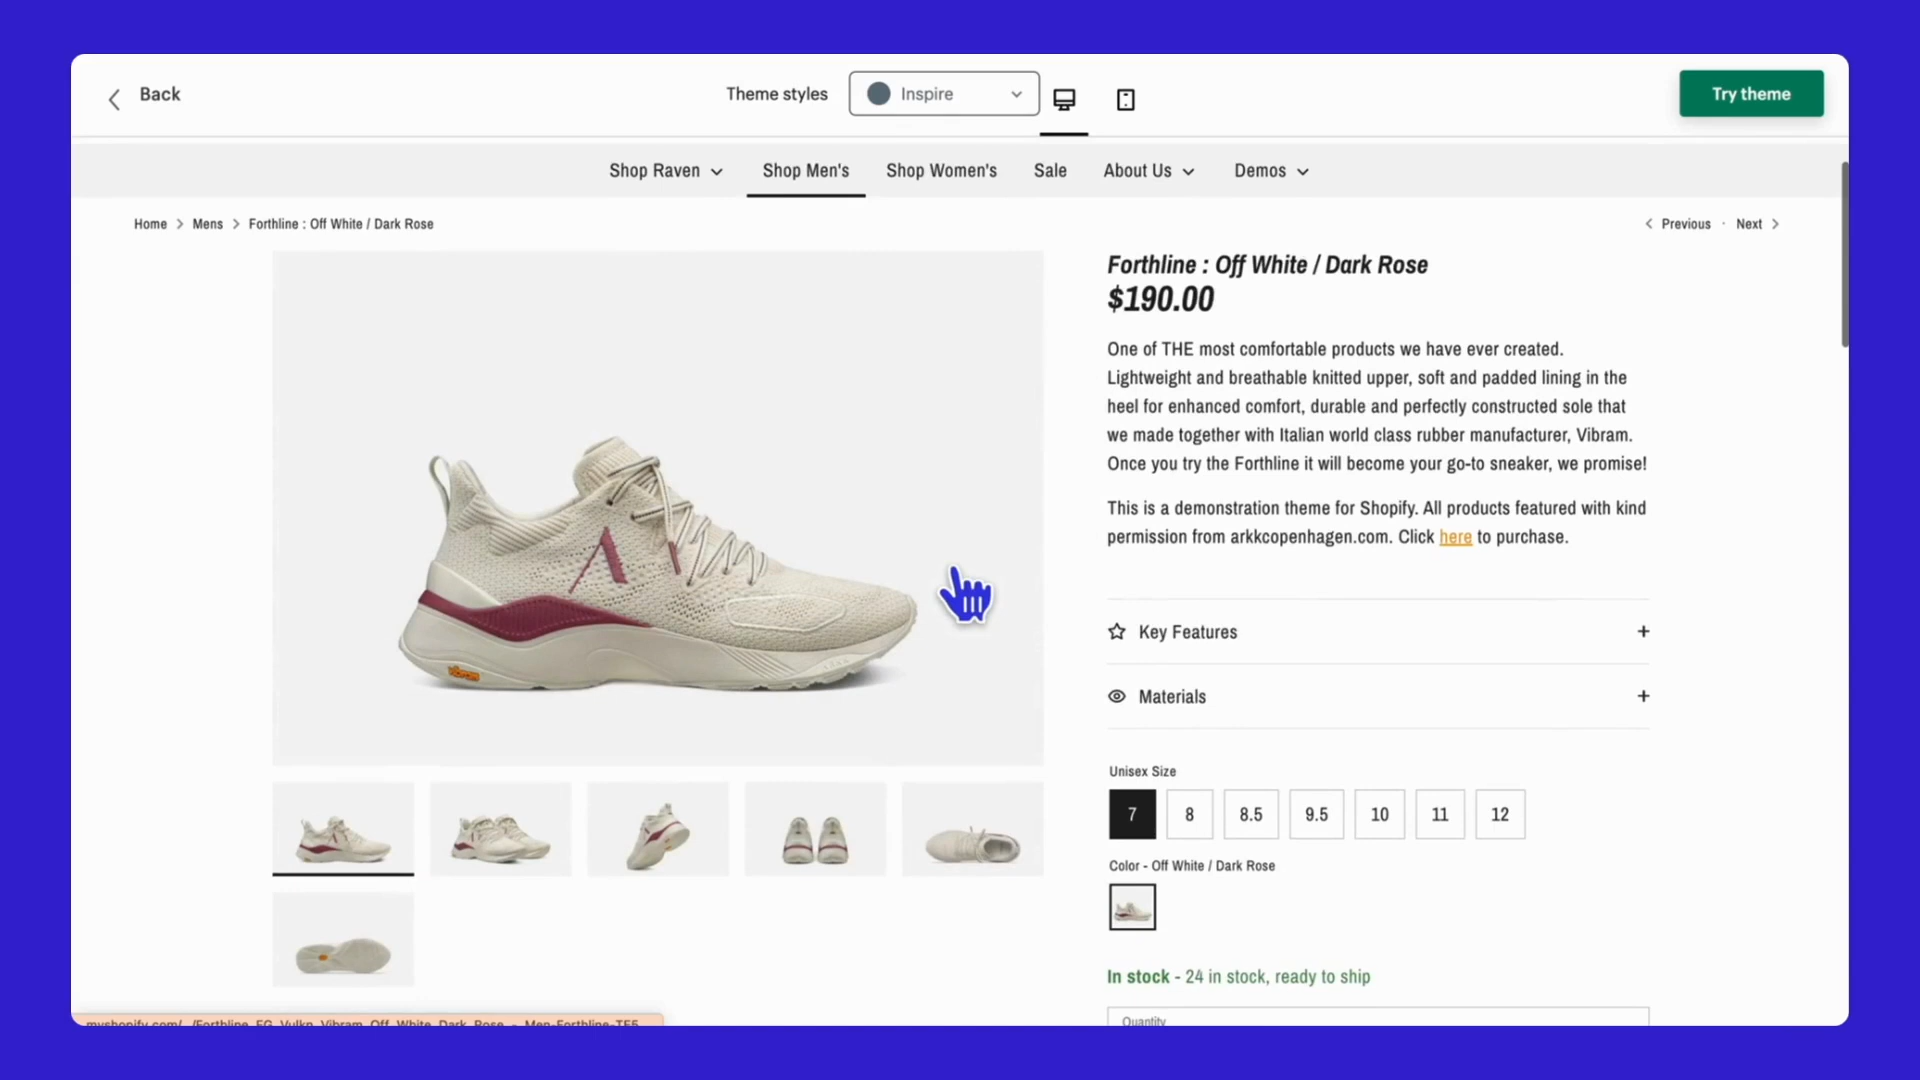 Back
Theme styles
Inspire
Try theme
Shop Raven
Shop Men's
Shop Women's
Sale
About Us
Demos
Home > Mens > Forthline : Off White / Dark Rose
< Previous · Next >
Forthline : Off White / Dark Rose
$190.00
One of THE most comfortable products we have ever created.
Lightweight and breathable knitted upper, soft and padded lining in the
heel for enhanced comfort, durable and perfectly constructed sole that
we made together with Italian world class rubber manufacturer, Vibram.
Once you try the Forthline it will become your go-to sneaker, we promise!
This is a demonstration theme for Shopify. All products featured with kind
permission from arkkcopenhagen.com. Click here to purchase.
Key Features +
Materials +
Unisex Size
7 8 8.5 9.5 10 11 12
Color - Off White / Dark Rose
In stock - 24 in stock, ready to ship
Quantity
vibram